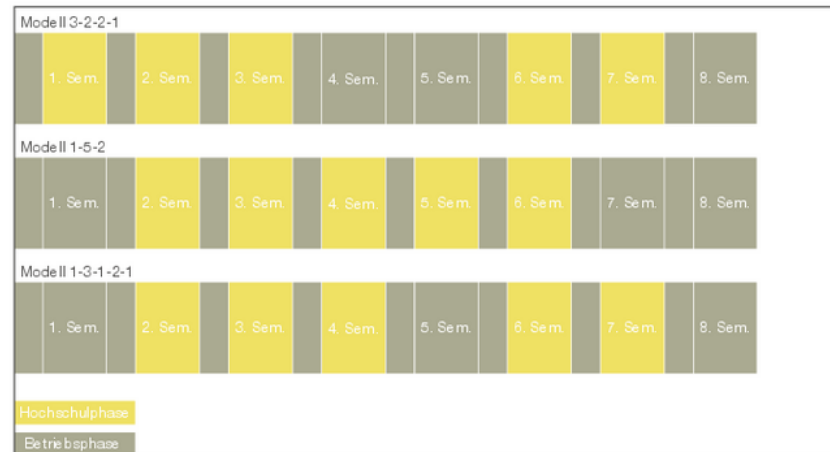 Modell 3-2-2-1
1. Sem. 2. Sem. 3. Sem. 4. Sem. 5. Sem. 6. Sem. 7. Sem. 8. Sem.
Modell 1-5-2
1. Sem. 2. Sem. 3. Sem. 4. Sem. 5. Sem. 6. Sem. 7. Sem. 8. Sem.
Modell 1-3-1-2-1
1. Sem. 2. Sem. 3. Sem. 4. Sem. 5. Sem. 6. Sem. 7. Sem. 8. Sem.
Hochschulphase
Betriebsphase